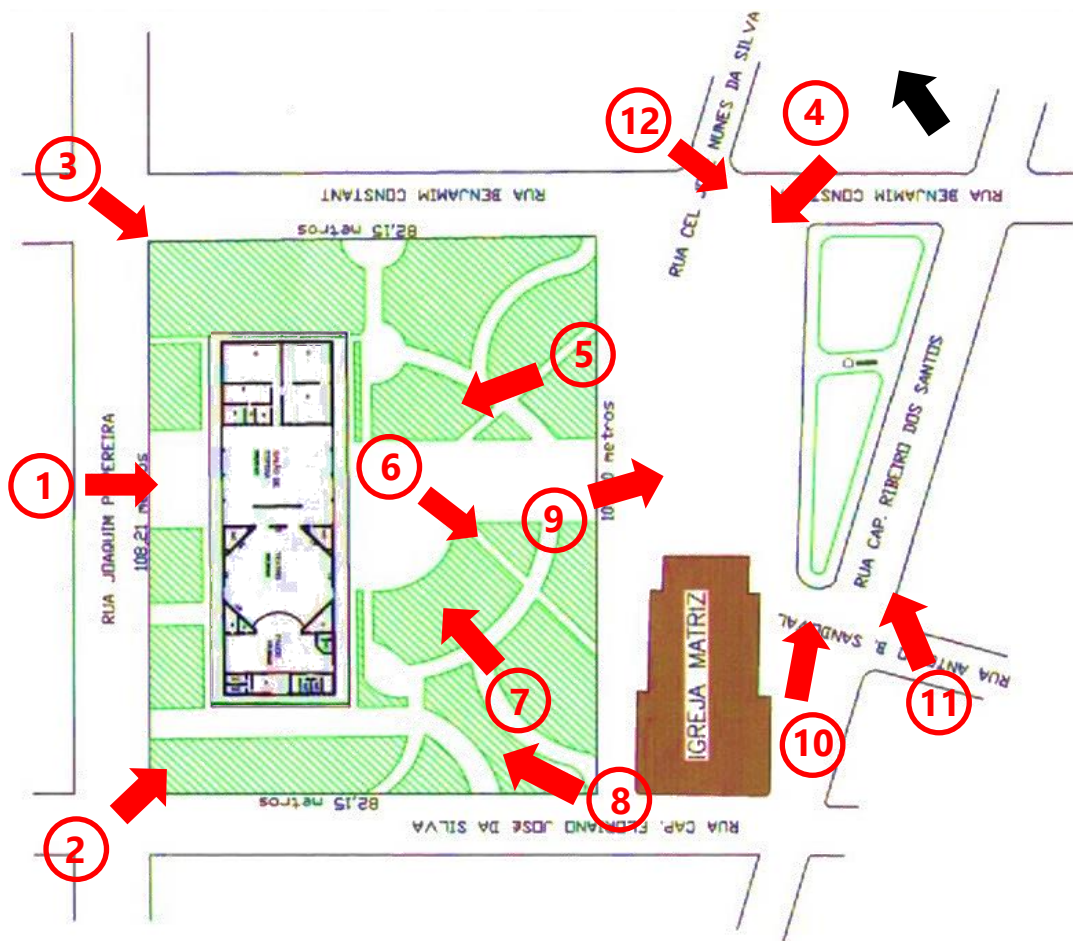 RUA CEL
NUNES DA SILVA
12
4
3
RUA BENJAMIM CONSTANT
RUA BENJAMIM CONSTANT
82,15 metros
5
6
1
9
metros
RUA JOAQUIM P
PEREIRA
108,21
RUA CAP. RIBEIRO DOS SANTOS
IGREJA MATRIZ
RUA
B. SANDOVAL
7
11
10
8
2
82,15 metros
RUA CAP. FLORIANO JOSÉ DA SILVA